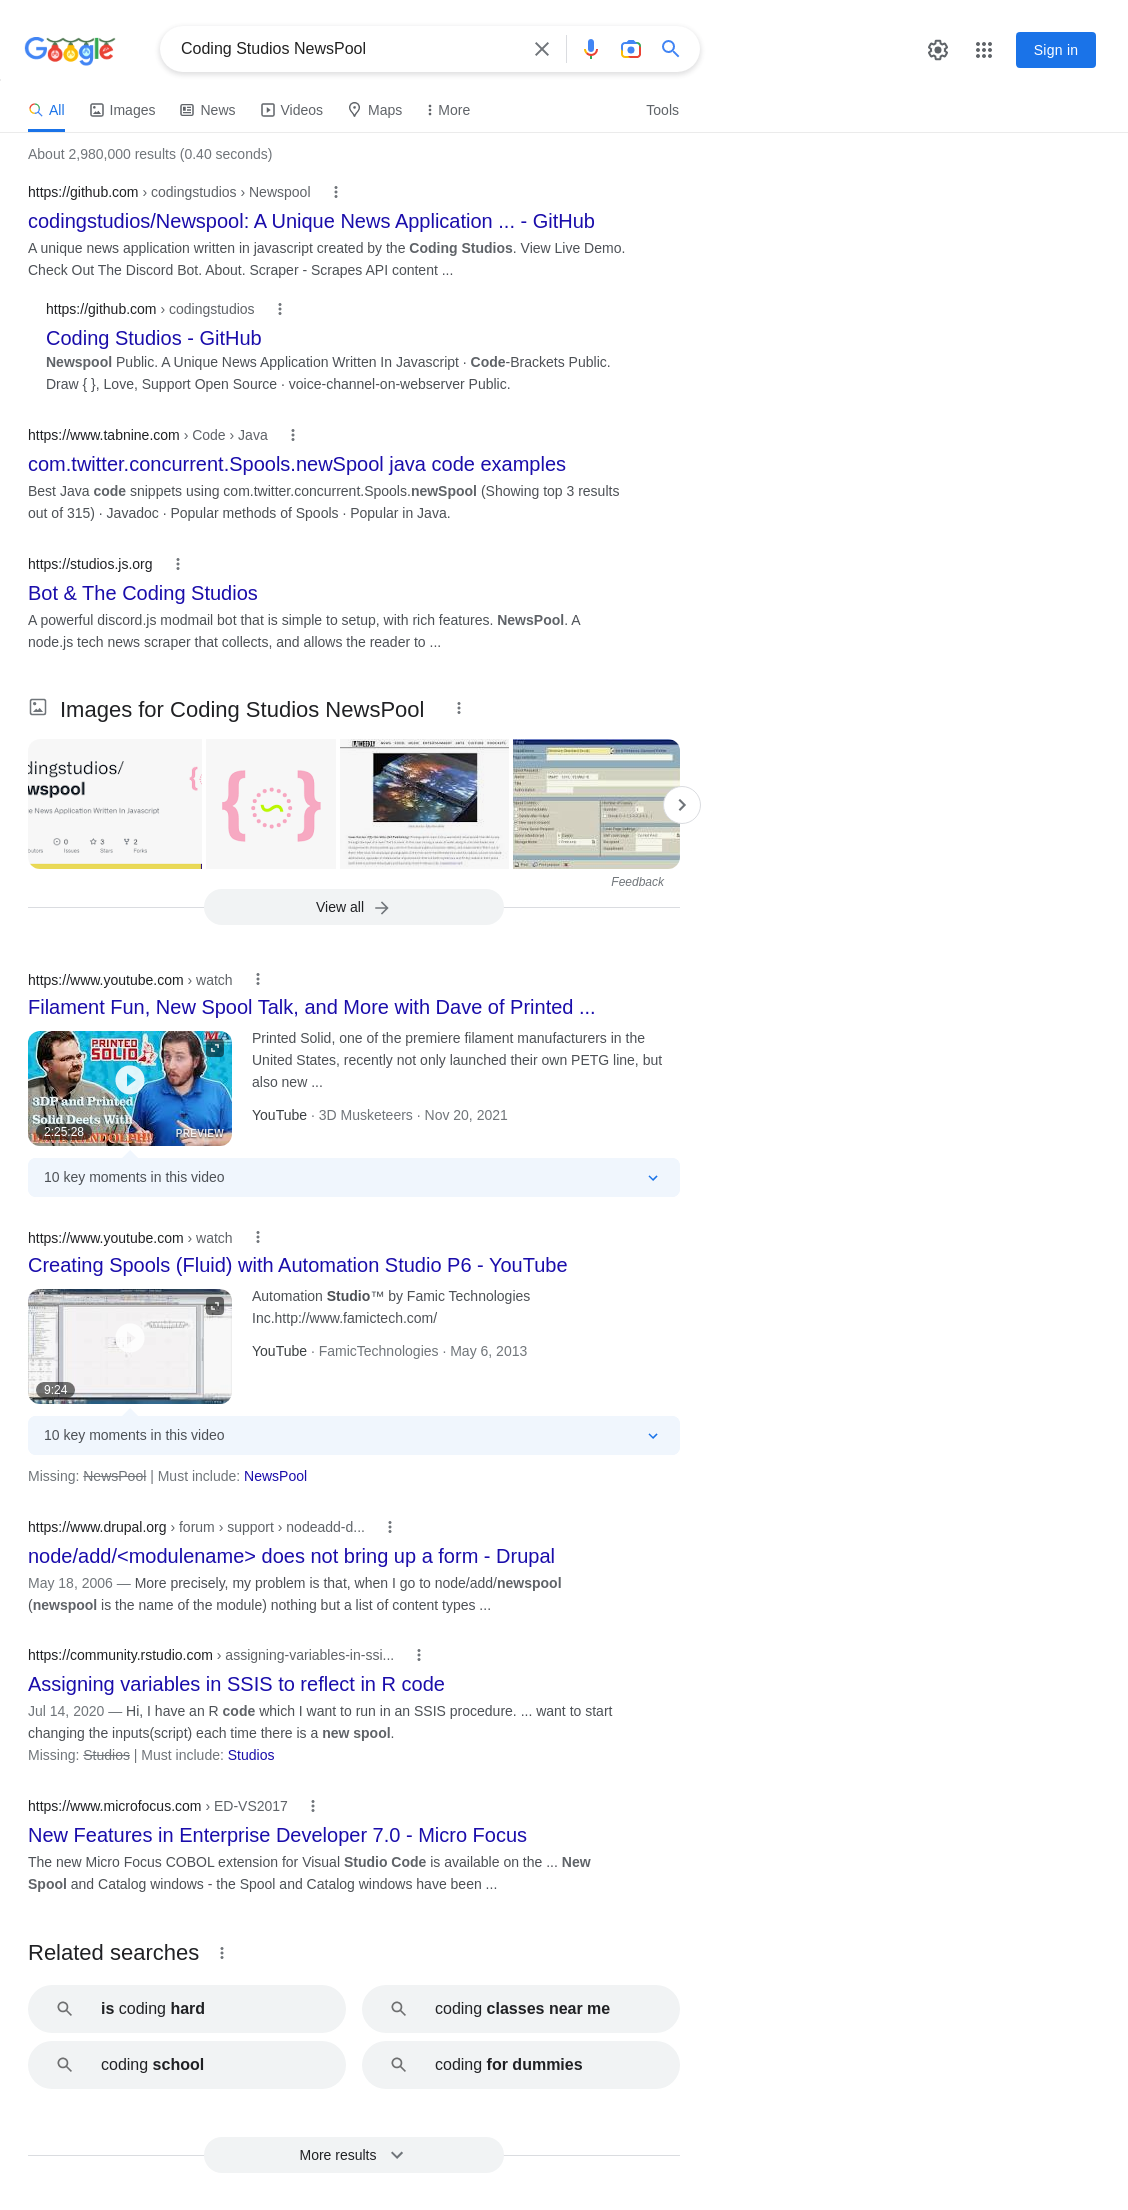 Google
Coding Studios NewsPool
Sign in
All
Images
News
Videos
Maps
More
Tools
About 2,980,000 results (0.40 seconds)
https://github.com › codingstudios › Newspool
codingstudios/Newspool: A Unique News Application ... - GitHub
A unique news application written in javascript created by the Coding Studios. View Live Demo.
Check Out The Discord Bot. About. Scraper - Scrapes API content ...
https://github.com › codingstudios
Coding Studios - GitHub
Newspool Public. A Unique News Application Written In Javascript · Code-Brackets Public.
Draw { }, Love, Support Open Source · voice-channel-on-webserver Public.
https://www.tabnine.com › Code › Java
com.twitter.concurrent.Spools.newSpool java code examples
Best Java code snippets using com.twitter.concurrent.Spools.newSpool (Showing top 3 results
out of 315) · Javadoc · Popular methods of Spools · Popular in Java.
https://studios.js.org
Bot & The Coding Studios
A powerful discord.js modmail bot that is simple to setup, with rich features. NewsPool. A
node.js tech news scraper that collects, and allows the reader to ...
Images for Coding Studios NewsPool
dingstudios/
wspool
e News Application Written In Javascript
0
3
2
Issues
Stars
Forks
Feedback
View all
https://www.youtube.com › watch
Filament Fun, New Spool Talk, and More with Dave of Printed ...
PRINTED
SOLID
3DP and Printed
Solid Deets With
2:25:28
PREVIEW
Printed Solid, one of the premiere filament manufacturers in the
United States, recently not only launched their own PETG line, but
also new ...
YouTube · 3D Musketeers · Nov 20, 2021
10 key moments in this video
https://www.youtube.com › watch
Creating Spools (Fluid) with Automation Studio P6 - YouTube
9:24
Automation Studio™ by Famic Technologies
Inc.http://www.famictech.com/
YouTube · FamicTechnologies · May 6, 2013
10 key moments in this video
Missing: NewsPool | Must include: NewsPool
https://www.drupal.org › forum › support › nodeadd-d...
node/add/<modulename> does not bring up a form - Drupal
May 18, 2006 — More precisely, my problem is that, when I go to node/add/newspool
(newspool is the name of the module) nothing but a list of content types ...
https://community.rstudio.com › assigning-variables-in-ssi...
Assigning variables in SSIS to reflect in R code
Jul 14, 2020 — Hi, I have an R code which I want to run in an SSIS procedure. ... want to start
changing the inputs(script) each time there is a new spool.
Missing: Studios | Must include: Studios
https://www.microfocus.com › ED-VS2017
New Features in Enterprise Developer 7.0 - Micro Focus
The new Micro Focus COBOL extension for Visual Studio Code is available on the ... New
Spool and Catalog windows - the Spool and Catalog windows have been ...
Related searches
is coding hard
coding classes near me
coding school
coding for dummies
More results